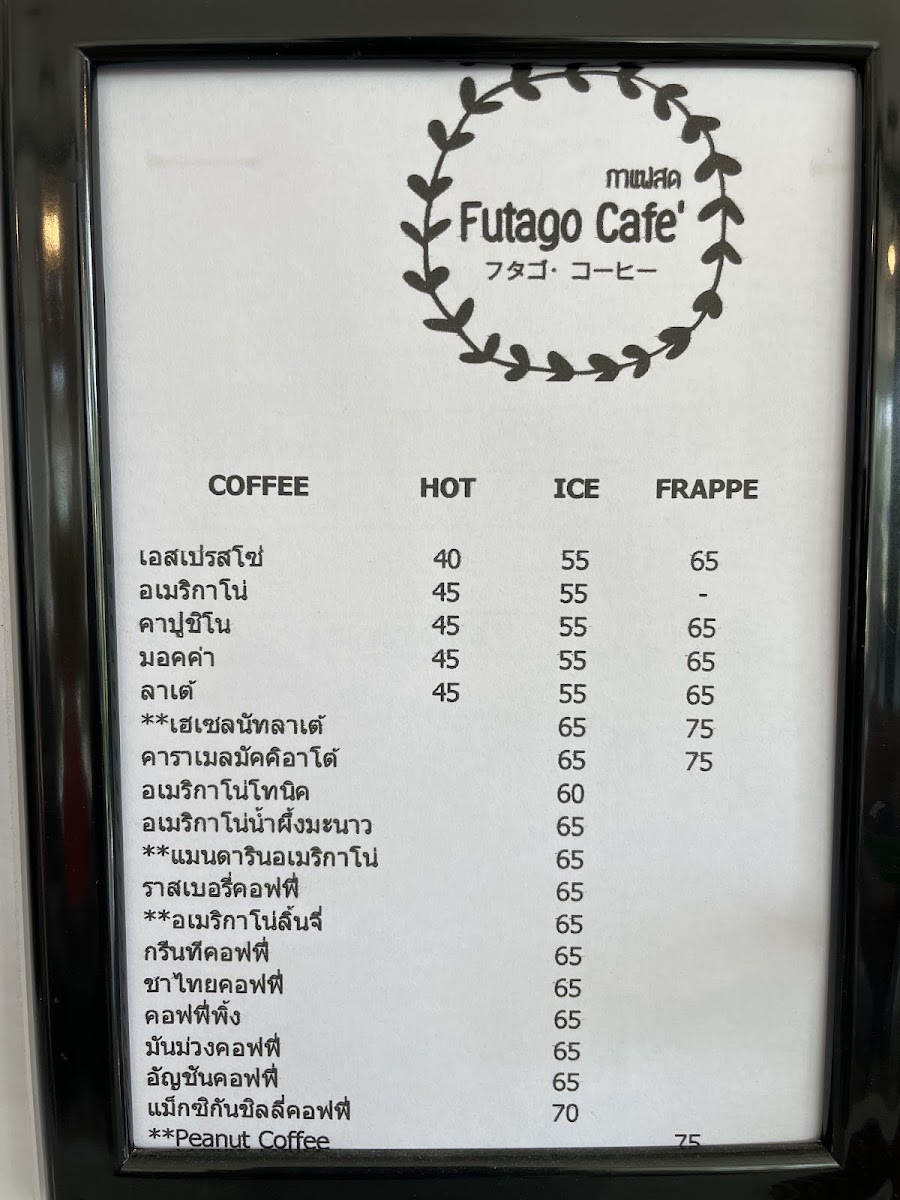 กาแฟสด
Futago Cafe'
フタゴ・コーヒー
COFFEE HOT ICE FRAPPE
เอสเปรสโซ่ 40 55 65
อเมริกาโน่ 45 55 -
คาปูชิโน 45 55 65
มอคค่า 45 55 65
ลาเต้ 45 55 65
**เฮเซลนัทลาเต้ 65 75
คาราเมลมัคคิอาโต้ 65 75
อเมริกาโน่โทนิค 60
อเมริกาโน่น้ำผึ้งมะนาว 65
**แมนดารินอเมริกาโน่ 65
ราสเบอรี่คอฟฟี่ 65
**อเมริกาโน่ลิ้นจี่ 65
กรีนทีคอฟฟี่ 65
ชาไทยคอฟฟี่ 65
คอฟฟี่พิ้ง 65
มันม่วงคอฟฟี่ 65
อัญชันคอฟฟี่ 65
แม็กซิกันชิลลี่คอฟฟี่ 70
**Peanut Coffee 75